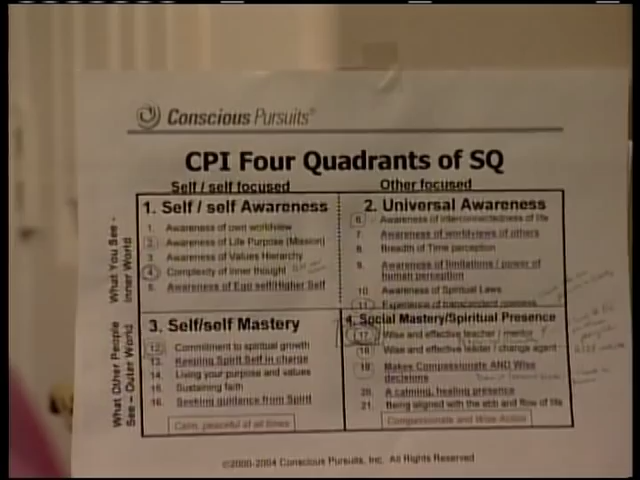 Conscious Pursuits®
CPI Four Quadrants of SQ
Self / self focused
Other focused
What You See -
Inner World
1. Self / self Awareness
1. Awareness of own worldview
2. Awareness of Life Purpose (Mission)
3. Awareness of Values Hierarchy
4. Complexity of inner thought
5. Awareness of Ego self/Higher Self
2. Universal Awareness
6. Awareness of interconnectedness of life
7. Awareness of worldviews of others
8. Breadth of Time perception
9. Awareness of limitations / power of
human perception
10. Awareness of Spiritual Laws
11. Experience of transcendent oneness
What Other People
See - Outer World
3. Self/self Mastery
12. Commitment to spiritual growth
13. Keeping Spirit Self in charge
14. Living your purpose and values
15. Sustaining faith
16. Seeking guidance from Spirit
Calm, peaceful at all times
4. Social Mastery/Spiritual Presence
17. Wise and effective teacher / mentor
18. Wise and effective leader / change agent
19. Makes Compassionate AND Wise
decisions
20. A calming, healing presence
21. Being aligned with the ebb and flow of life
Compassionate and Wise Action
©2000-2004 Conscious Pursuits, Inc. All Rights Reserved